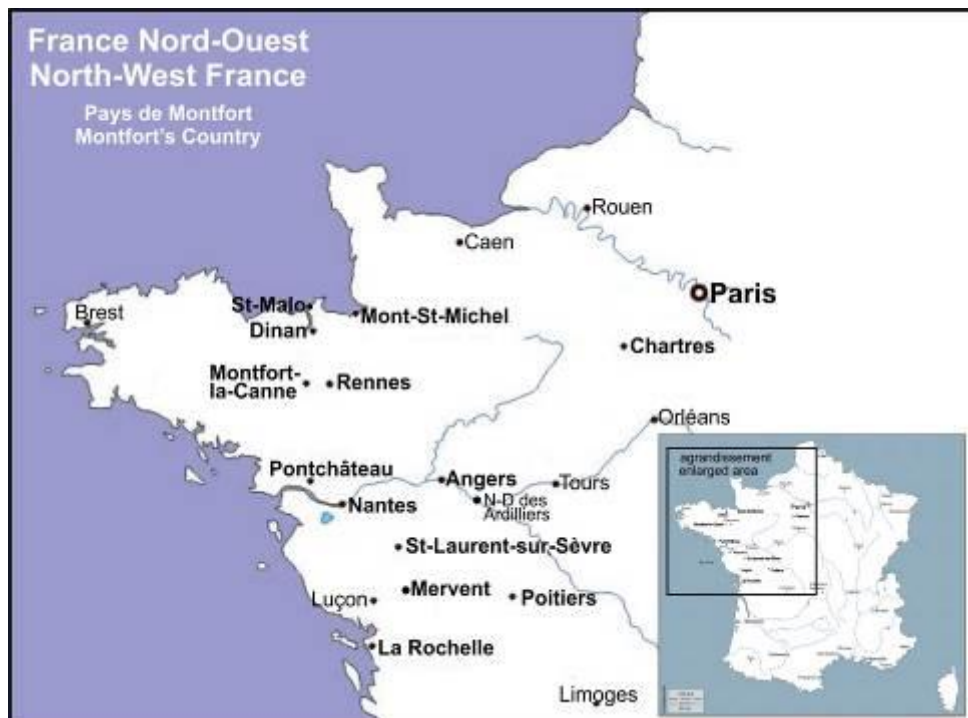 France Nord-Ouest
North-West France
Pays de Montfort
Montfort's Country
Rouen
Caen
Paris
St-Malo
Brest
Mont-St-Michel
Dinan
Chartres
Montfort-
la-Canne
Rennes
Orléans
agrandissement
enlarged area
Pontchâteau
Angers
Tours
N-D des
Ardilliers
Nantes
St-Laurent-sur-Sèvre
Mervent
Luçon
Poitiers
La Rochelle
Limoges
Paris